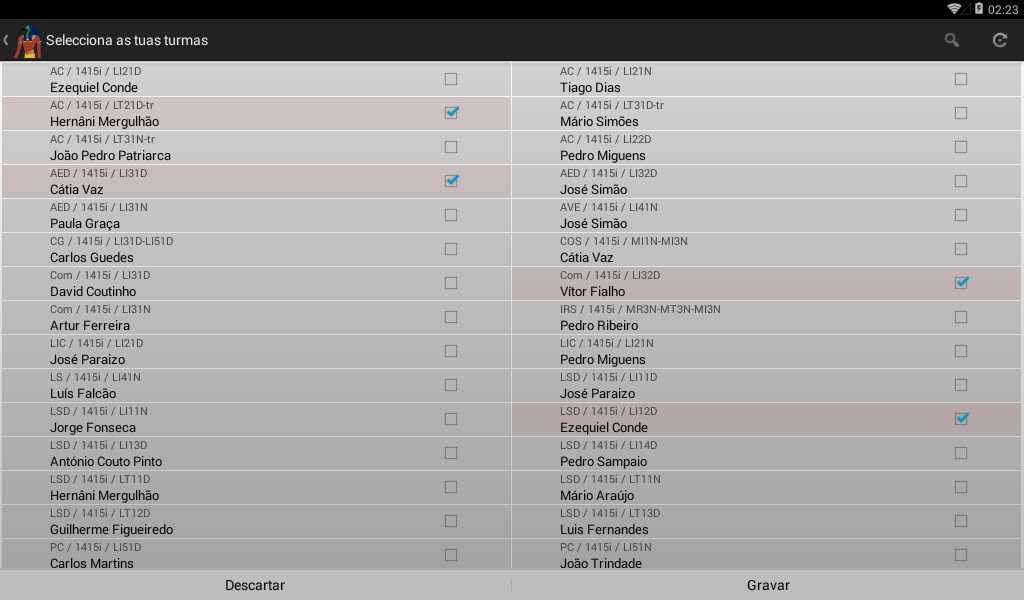 02:23
Selecciona as tuas turmas
AC / 1415i / LI21D
Ezequiel Conde
AC / 1415i / LI21N
Tiago Dias
AC / 1415i / LT21D-tr
Hernâni Mergulhão
AC / 1415i / LT31D-tr
Mário Simões
AC / 1415i / LT31N-tr
João Pedro Patriarca
AC / 1415i / LI22D
Pedro Miguens
AED / 1415i / LI31D
Cátia Vaz
AED / 1415i / LI32D
José Simão
AED / 1415i / LI31N
Paula Graça
AVE / 1415i / LI41N
José Simão
CG / 1415i / LI31D-LI51D
Carlos Guedes
COS / 1415i / MI1N-MI3N
Cátia Vaz
Com / 1415i / LI31D
David Coutinho
Com / 1415i / LI32D
Vítor Fialho
Com / 1415i / LI31N
Artur Ferreira
IRS / 1415i / MR3N-MT3N-MI3N
Pedro Ribeiro
LIC / 1415i / LI21D
José Paraizo
LIC / 1415i / LI21N
Pedro Miguens
LS / 1415i / LI41N
Luís Falcão
LSD / 1415i / LI11D
José Paraizo
LSD / 1415i / LI11N
Jorge Fonseca
LSD / 1415i / LI12D
Ezequiel Conde
LSD / 1415i / LI13D
António Couto Pinto
LSD / 1415i / LI14D
Pedro Sampaio
LSD / 1415i / LT11D
Hernâni Mergulhão
LSD / 1415i / LT11N
Mário Araújo
LSD / 1415i / LT12D
Guilherme Figueiredo
LSD / 1415i / LT13D
Luis Fernandes
PC / 1415i / LI51D
Carlos Martins
PC / 1415i / LI51N
João Trindade
Descartar
Gravar